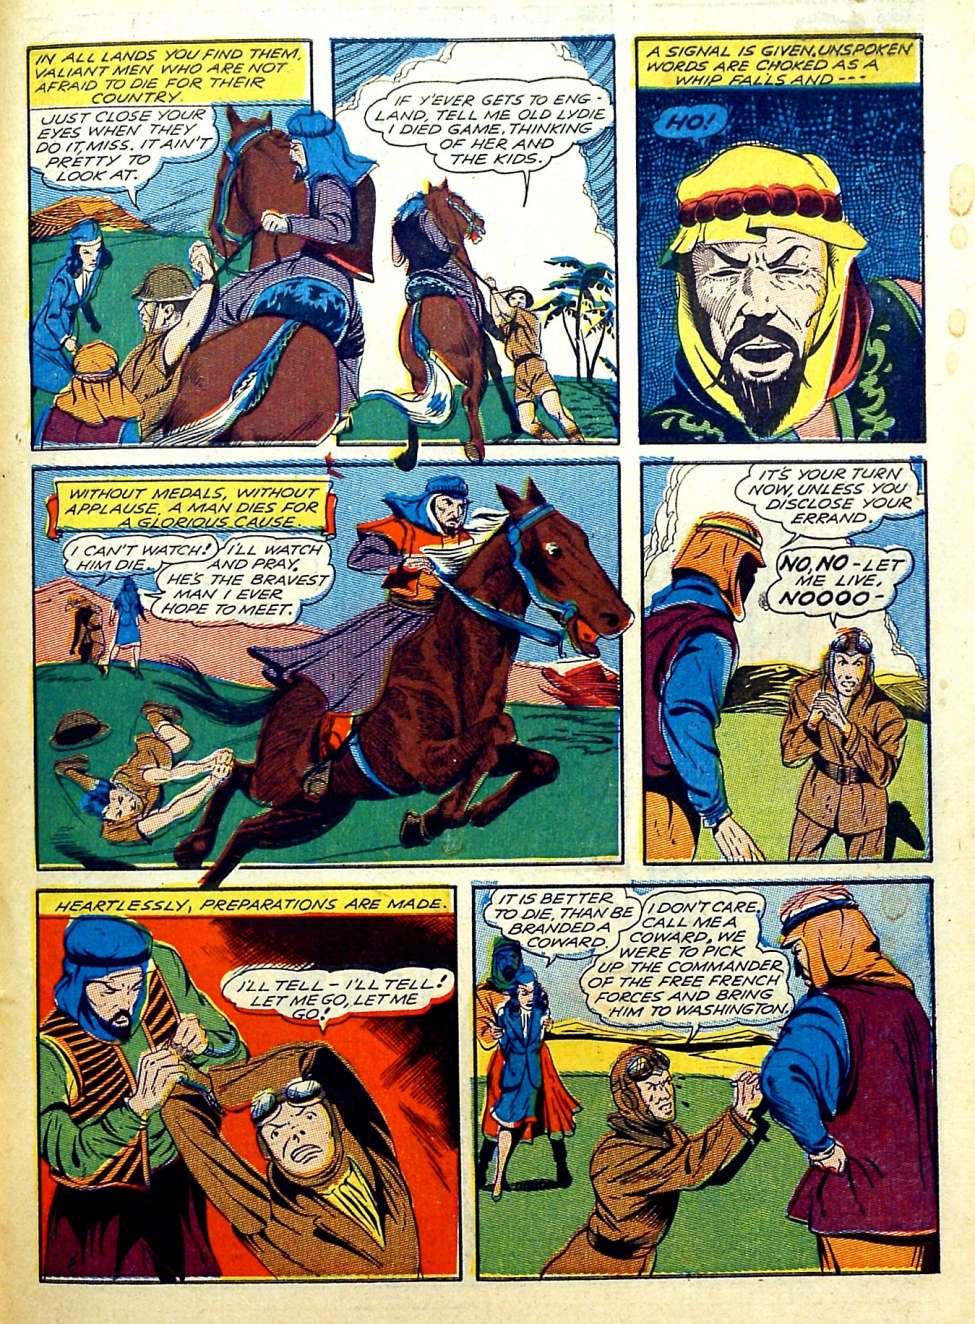 IN ALL LANDS YOU FIND THEM,
VALIANT MEN WHO ARE NOT
AFRAID TO DIE FOR THEIR
COUNTRY.
JUST CLOSE YOUR
EYES WHEN THEY
DO IT, MISS. IT AIN'T
PRETTY TO
LOOK AT.
IF Y'EVER GETS TO ENG-
LAND, TELL ME OLD LYDIE
I DIED GAME, THINKING
OF HER AND
THE KIDS.
A SIGNAL IS GIVEN, UNSPOKEN
WORDS ARE CHOKED AS A
WHIP FALLS AND ---
HO!
WITHOUT MEDALS, WITHOUT
APPLAUSE, A MAN DIES FOR
A GLORIOUS CAUSE.
I CAN'T WATCH
HIM DIE.
I'LL WATCH
AND PRAY,
HE'S THE BRAVEST
MAN I EVER
HOPE TO MEET.
IT'S YOUR TURN
NOW, UNLESS YOU
DISCLOSE YOUR
ERRAND.
NO, NO - LET
ME LIVE,
NOOOO-
HEARTLESSLY, PREPARATIONS ARE MADE.
I'LL TELL - I'LL TELL!
LET ME GO, LET ME
GO!
IT IS BETTER
TO DIE, THAN BE
BRANDED A
COWARD.
I DON'T CARE,
CALL ME A
COWARD, WE
WERE TO PICK
UP THE COMMANDER
OF THE FREE FRENCH
FORCES AND BRING
HIM TO WASHINGTON.